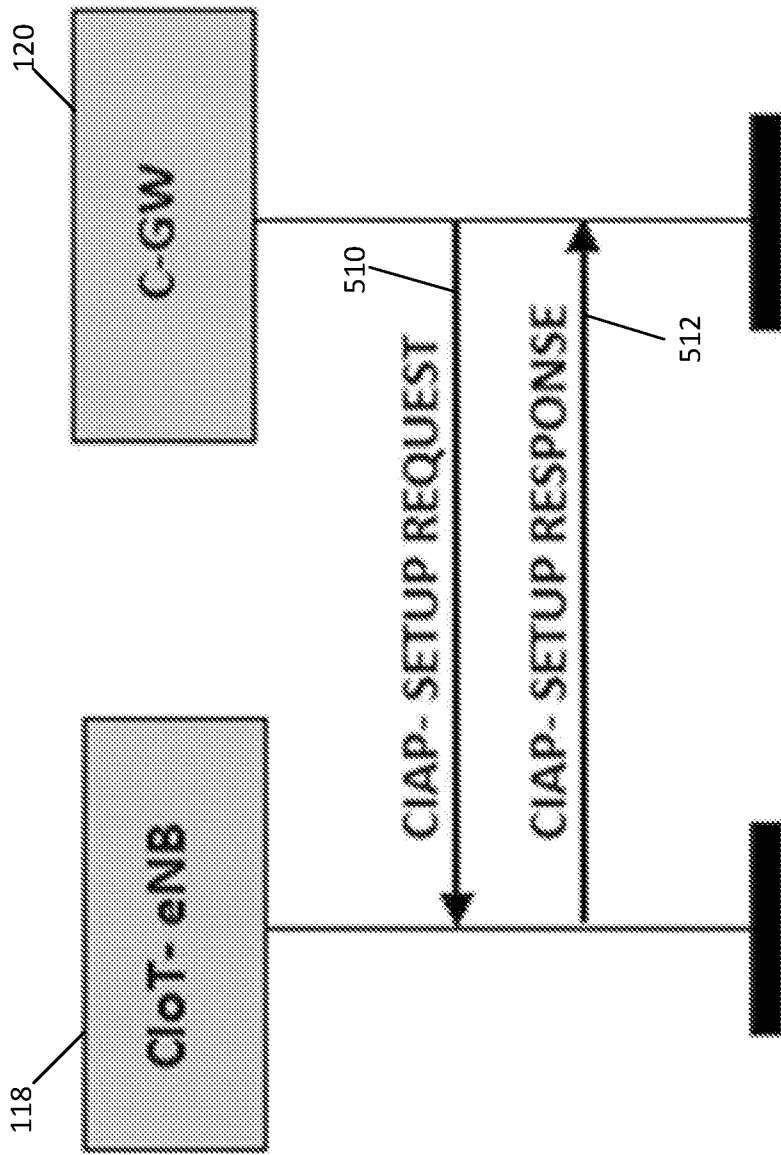 118
CIoT- eNB
120
C-GW
CIAP- SETUP REQUEST
510
CIAP- SETUP RESPONSE
512